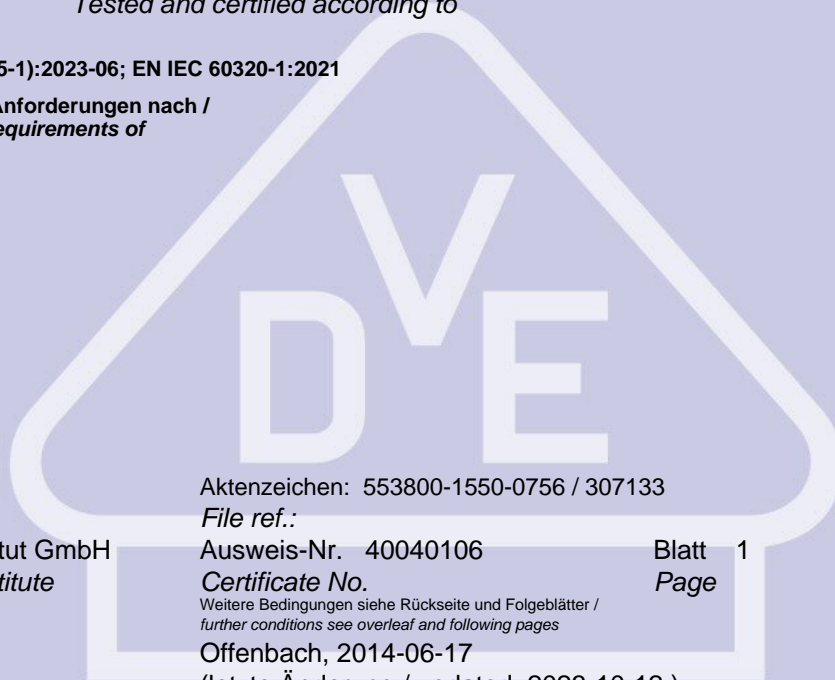 Tested and certified according to
5-1):2023-06; EN IEC 60320-1:2021
Anforderungen nach /
equirements of
VDE
Aktenzeichen: 553800-1550-0756 / 307133
File ref.:
tut GmbH Ausweis-Nr. 40040106 Blatt 1
titute Certificate No. Page
Weitere Bedingungen siehe Rückseite und Folgeblätter /
further conditions see overleaf and following pages
Offenbach, 2014-06-17